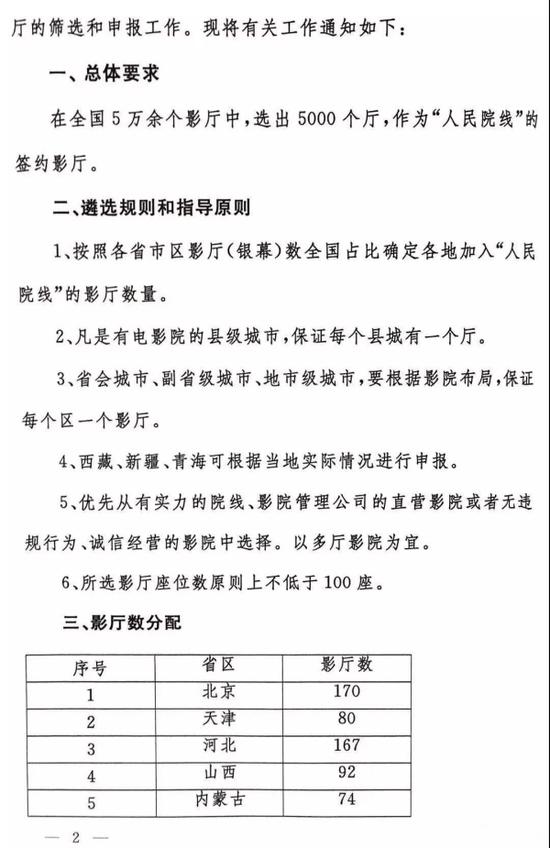 厅的筛选和申报工作。现将有关工作通知如下:
一、总体要求
在全国5万余个影厅中,选出5000个厅,作为“人民院线”的
签约影厅。
二、遴选规则和指导原则
1、按照各省市区影厅(银幕)数全国占比确定各地加入“人民
院线”的影厅数量。
2、凡是有电影院的县级城市,保证每个县城有一个厅。
3、省会城市、副省级城市、地市级城市,要根据影院布局,保证
每个区一个影厅。
4、西藏、新疆、青海可根据当地实际情况进行申报。
5、优先从有实力的院线、影院管理公司的直营影院或者无违
规行为、诚信经营的影院中选择。以多厅影院为宜。
6、所选影厅座位数原则上不低于100座。
三、影厅数分配
序号 省区 影厅数
1 北京 170
2 天津 80
3 河北 167
4 山西 92
5 内蒙古 74
— 2 —